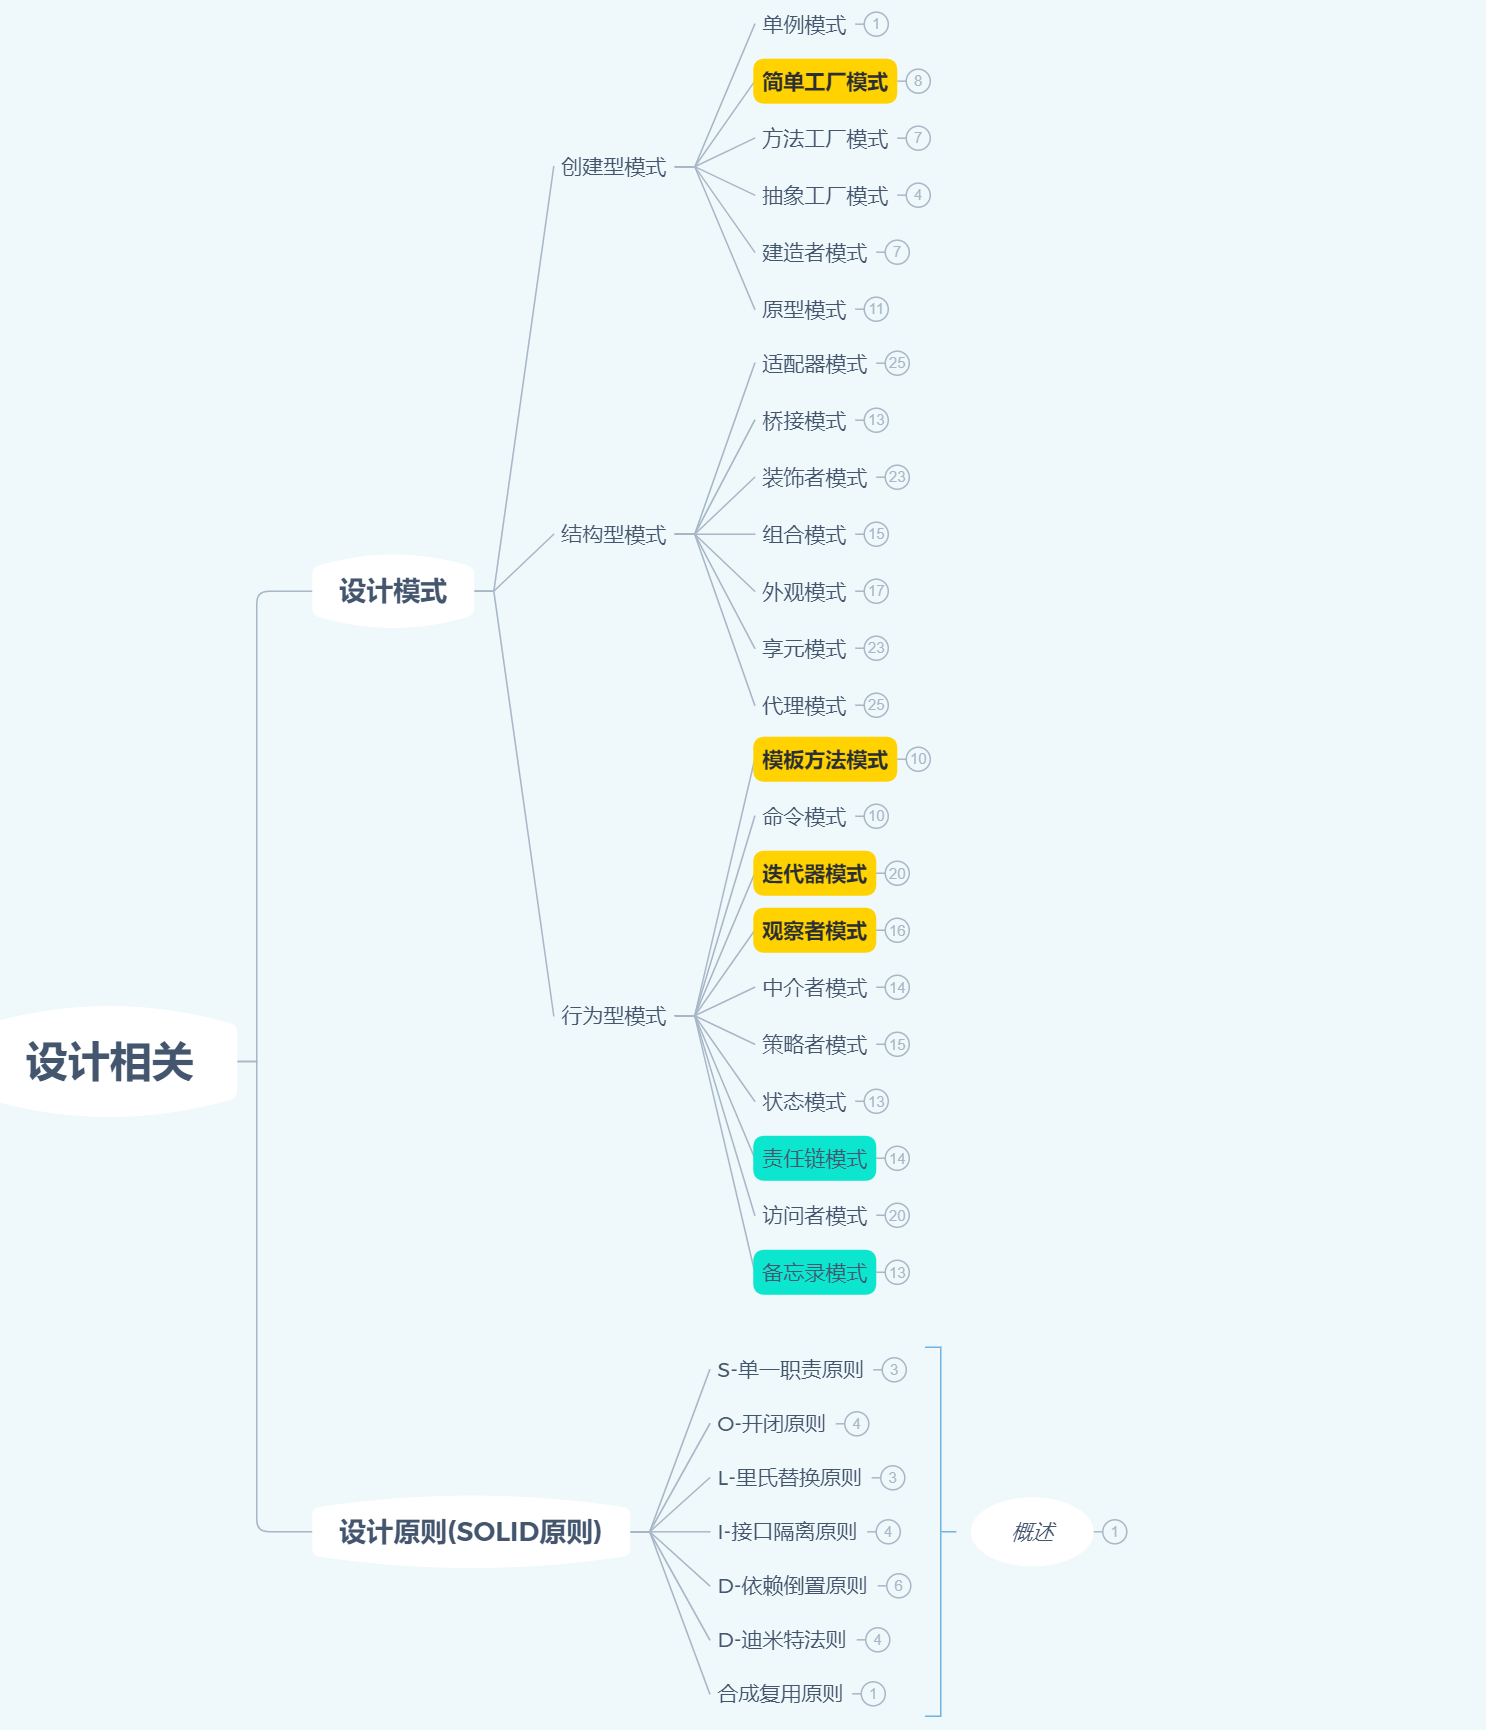 设计相关
设计模式
创建型模式
单例模式 1
简单工厂模式 8
方法工厂模式 7
抽象工厂模式 4
建造者模式 7
原型模式 11
结构型模式
适配器模式 25
桥接模式 13
装饰者模式 23
组合模式 15
外观模式 17
享元模式 23
代理模式 25
行为型模式
模板方法模式 10
命令模式 10
迭代器模式 20
观察者模式 16
中介者模式 14
策略者模式 15
状态模式 13
责任链模式 14
访问者模式 20
备忘录模式 13
设计原则(SOLID原则)
S-单一职责原则 3
O-开闭原则 4
L-里氏替换原则 3
I-接口隔离原则 4
D-依赖倒置原则 6
D-迪米特法则 4
合成复用原则 1
概述 1